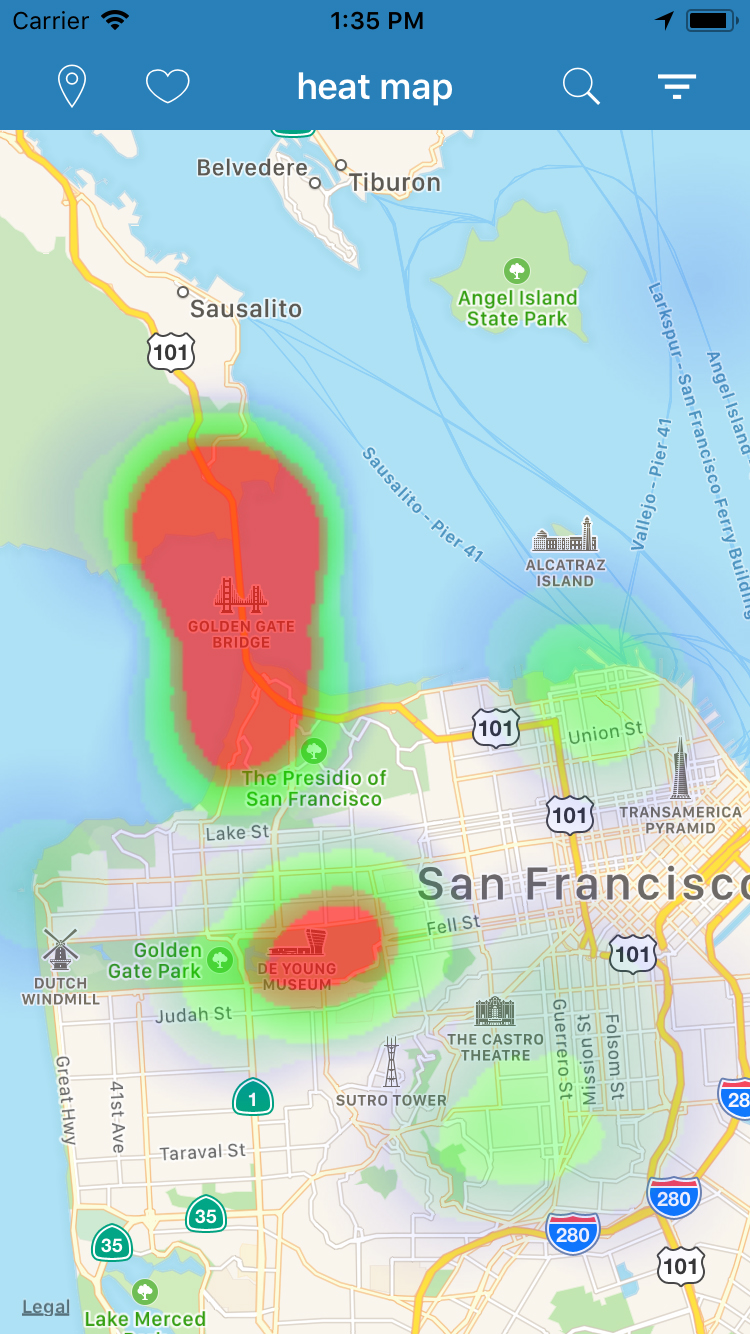 Carrier 1:35 PM
heat map
Belvedere
Tiburon
Angel Island
State Park
Sausalito
101
Larkspur - San Francisco Ferry Building
Angel Island
Vallejo - Pier 41
Sausalito - Pier 41
ALCATRAZ
ISLAND
GOLDEN GATE
BRIDGE
101
Union St
The Presidio of
San Francisco
101
TRANSAMERICA
PYRAMID
Lake St
San Francisco
Fell St
101
Golden
Gate Park
DE YOUNG
MUSEUM
DUTCH
WINDMILL
Judah St
THE CASTRO
THEATRE
Guerrero St
Mission St
Folsom St
Great Hwy
41st Ave
1
SUTRO TOWER
28
Taraval St
280
35
35
280
101
Legal
Lake Merced